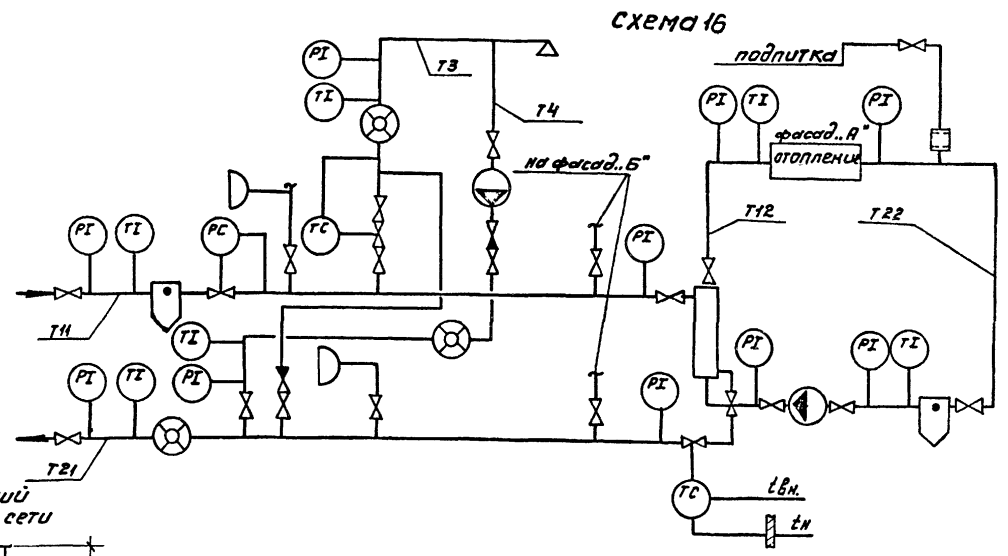 схема 16
подпитка
PI
T3
TI
T4
PI
TI
PI
фасад „А"
отопление
на фасад „Б"
T12
T22
PI
TI
PC
TC
PI
T11
TI
PI
PI
PI
TI
PI
TI
PI
T21
TC
tвн.
tн
сети